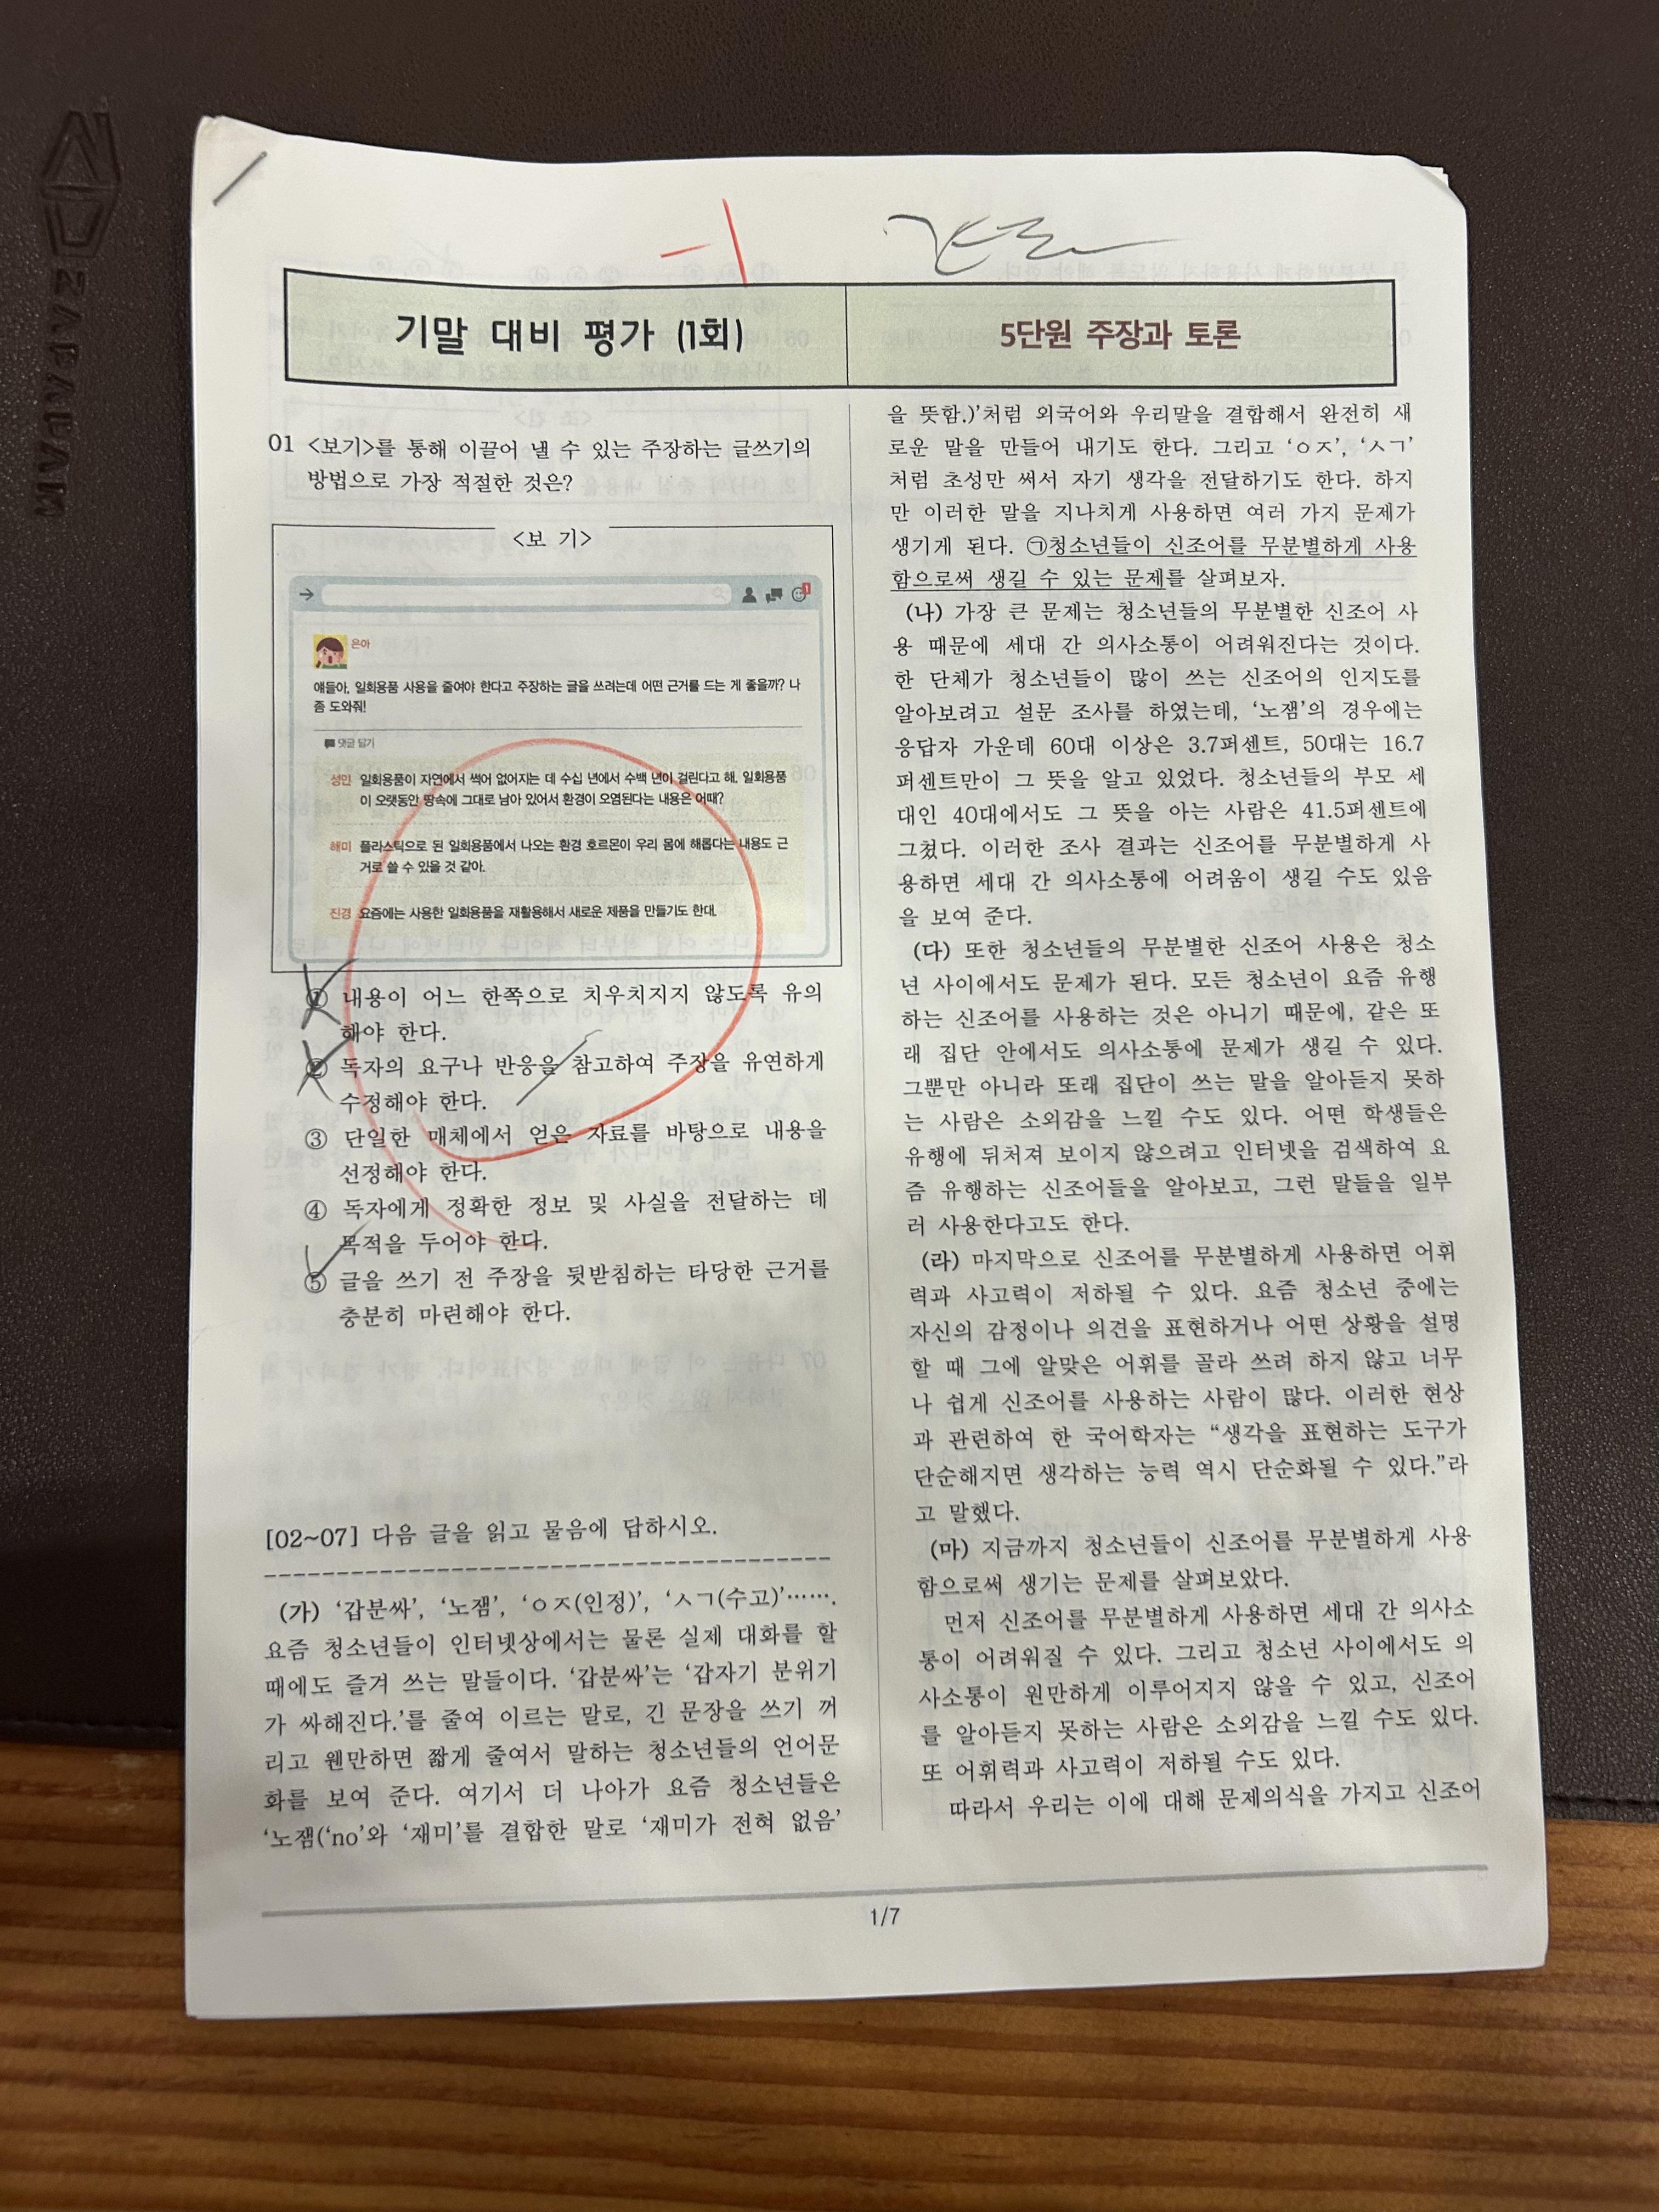 -1
기말 대비 평가 (1회)
5단원 주장과 토론
01 <보기>를 통해 이끌어 낼 수 있는 주장하는 글쓰기의
방법으로 가장 적절한 것은?
<보 기>
은아
얘들아, 일회용품 사용을 줄여야 한다고 주장하는 글을 쓰려는데 어떤 근거를 드는 게 좋을까? 나
좀 도와줘!
댓글 달기
성민 일회용품이 자연에서 썩어 없어지는 데 수십 년에서 수백 년이 걸린다고 해. 일회용품
이 오랫동안 땅속에 그대로 남아 있어서 환경이 오염된다는 내용은 어때?
해미 플라스틱으로 된 일회용품에서 나오는 환경 호르몬이 우리 몸에 해롭다는 내용도 근
거로 쓸 수 있을 것 같아.
진경 요즘에는 사용한 일회용품을 재활용해서 새로운 제품을 만들기도 한대.
① 내용이 어느 한쪽으로 치우치지지 않도록 유의
해야 한다.
② 독자의 요구나 반응을 참고하여 주장을 유연하게
수정해야 한다.
③ 단일한 매체에서 얻은 자료를 바탕으로 내용을
선정해야 한다.
④ 독자에게 정확한 정보 및 사실을 전달하는 데
목적을 두어야 한다.
⑤ 글을 쓰기 전 주장을 뒷받침하는 타당한 근거를
충분히 마련해야 한다.
[02~07] 다음 글을 읽고 물음에 답하시오.
(가) ‘갑분싸’, ‘노잼’, ‘ㅇㅈ(인정)’, ‘ㅅㄱ(수고)’…….
요즘 청소년들이 인터넷상에서는 물론 실제 대화를 할
때에도 즐겨 쓰는 말들이다. ‘갑분싸’는 ‘갑자기 분위기
가 싸해진다.’를 줄여 이르는 말로, 긴 문장을 쓰기 꺼
리고 웬만하면 짧게 줄여서 말하는 청소년들의 언어문
화를 보여 준다. 여기서 더 나아가 요즘 청소년들은
‘노잼(‘no’와 ‘재미’를 결합한 말로 ‘재미가 전혀 없음’
을 뜻함.)’처럼 외국어와 우리말을 결합해서 완전히 새
로운 말을 만들어 내기도 한다. 그리고 ‘ㅇㅈ’, ‘ㅅㄱ’
처럼 초성만 써서 자기 생각을 전달하기도 한다. 하지
만 이러한 말을 지나치게 사용하면 여러 가지 문제가
생기게 된다. ㉠청소년들이 신조어를 무분별하게 사용
함으로써 생길 수 있는 문제를 살펴보자.
(나) 가장 큰 문제는 청소년들의 무분별한 신조어 사
용 때문에 세대 간 의사소통이 어려워진다는 것이다.
한 단체가 청소년들이 많이 쓰는 신조어의 인지도를
알아보려고 설문 조사를 하였는데, ‘노잼’의 경우에는
응답자 가운데 60대 이상은 3.7퍼센트, 50대는 16.7
퍼센트만이 그 뜻을 알고 있었다. 청소년들의 부모 세
대인 40대에서도 그 뜻을 아는 사람은 41.5퍼센트에
그쳤다. 이러한 조사 결과는 신조어를 무분별하게 사
용하면 세대 간 의사소통에 어려움이 생길 수도 있음
을 보여 준다.
(다) 또한 청소년들의 무분별한 신조어 사용은 청소
년 사이에서도 문제가 된다. 모든 청소년이 요즘 유행
하는 신조어를 사용하는 것은 아니기 때문에, 같은 또
래 집단 안에서도 의사소통에 문제가 생길 수 있다.
그뿐만 아니라 또래 집단이 쓰는 말을 알아듣지 못하
는 사람은 소외감을 느낄 수도 있다. 어떤 학생들은
유행에 뒤처져 보이지 않으려고 인터넷을 검색하여 요
즘 유행하는 신조어들을 알아보고, 그런 말들을 일부
러 사용한다고도 한다.
(라) 마지막으로 신조어를 무분별하게 사용하면 어휘
력과 사고력이 저하될 수 있다. 요즘 청소년 중에는
자신의 감정이나 의견을 표현하거나 어떤 상황을 설명
할 때 그에 알맞은 어휘를 골라 쓰려 하지 않고 너무
나 쉽게 신조어를 사용하는 사람이 많다. 이러한 현상
과 관련하여 한 국어학자는 “생각을 표현하는 도구가
단순해지면 생각하는 능력 역시 단순화될 수 있다.”라
고 말했다.
(마) 지금까지 청소년들이 신조어를 무분별하게 사용
함으로써 생기는 문제를 살펴보았다.
먼저 신조어를 무분별하게 사용하면 세대 간 의사소
통이 어려워질 수 있다. 그리고 청소년 사이에서도 의
사소통이 원만하게 이루어지지 않을 수 있고, 신조어
를 알아듣지 못하는 사람은 소외감을 느낄 수도 있다.
또 어휘력과 사고력이 저하될 수도 있다.
따라서 우리는 이에 대해 문제의식을 가지고 신조어
1/7